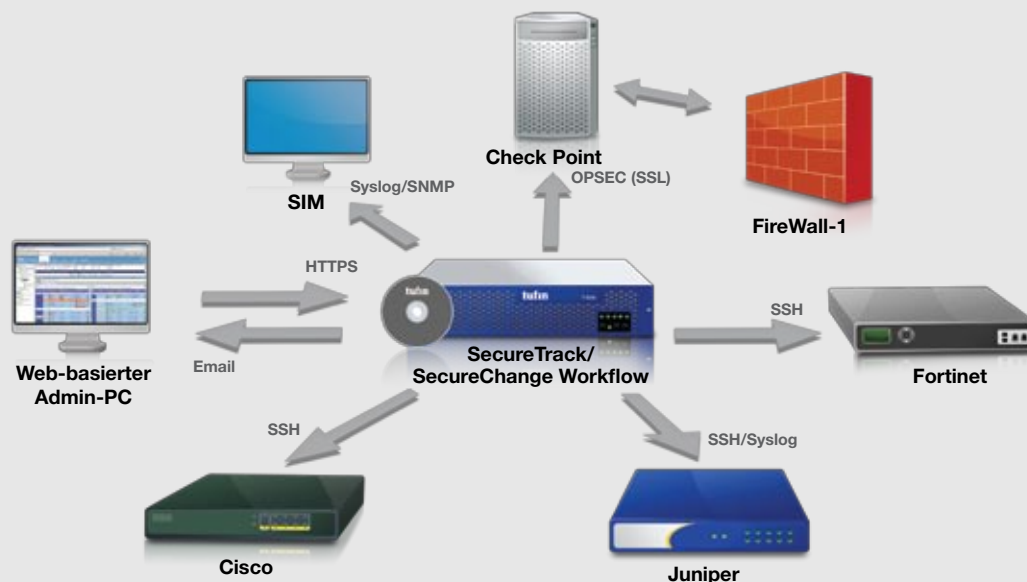 Check Point
OPSEC (SSL)
FireWall-1
SIM
Syslog/SNMP
HTTPS
Email
Web-basierter
Admin-PC
tufin
tufin
SecureTrack/
SecureChange Workflow
SSH
Fortinet
SSH
Cisco
SSH/Syslog
Juniper